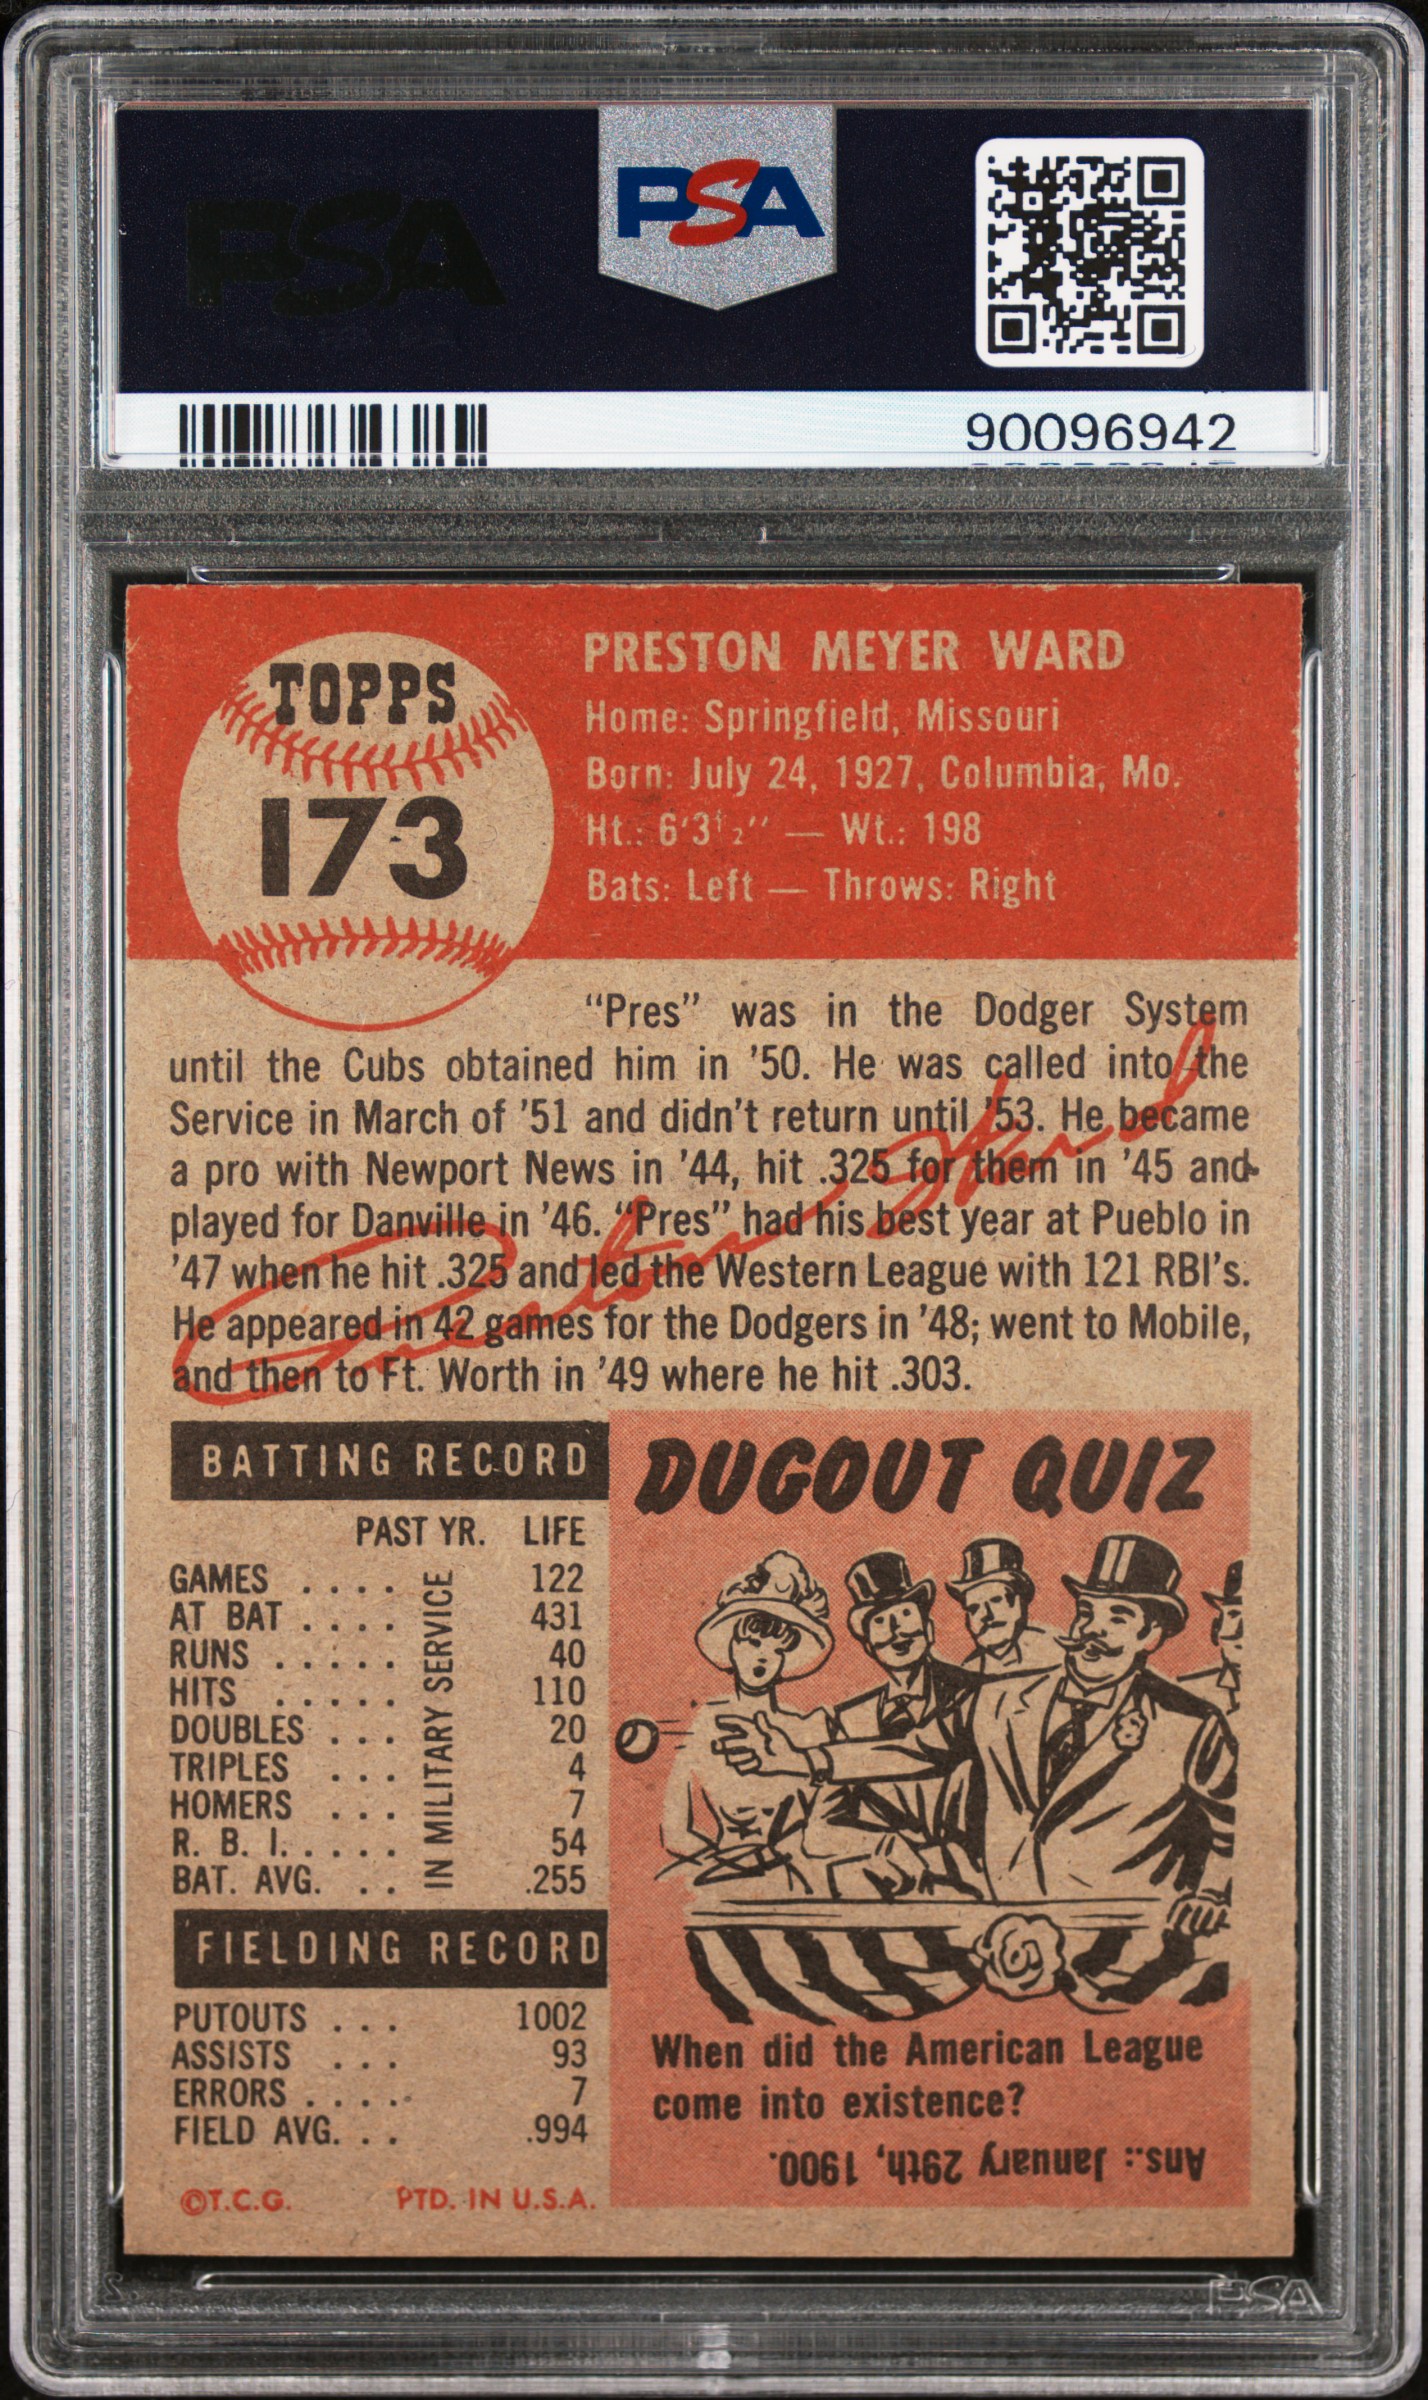 PSA
PSA
90096942
TOPPS
173
PRESTON MEYER WARD
Home: Springfield, Missouri
Born: July 24, 1927, Columbia, Mo.
Ht.: 6'3½'' — Wt.: 198
Bats: Left — Throws: Right
"Pres" was in the Dodger System
until the Cubs obtained him in '50. He was called into the
Service in March of '51 and didn't return until '53. He became
a pro with Newport News in '44, hit .325 for them in '45 and
played for Danville in '46. "Pres" had his best year at Pueblo in
'47 when he hit .325 and led the Western League with 121 RBI's.
He appeared in 42 games for the Dodgers in '48; went to Mobile,
and then to Ft. Worth in '49 where he hit .303.
Preston Ward
BATTING RECORD
PAST YR. LIFE
GAMES .... 122
AT BAT .... 431
RUNS ..... 40
HITS ..... 110
DOUBLES ... 20
TRIPLES ... 4
HOMERS ... 7
R. B. I. .... 54
BAT. AVG. .. .255
IN MILITARY SERVICE
FIELDING RECORD
PUTOUTS ... 1002
ASSISTS ... 93
ERRORS .... 7
FIELD AVG. .. .994
©T.C.G. PTD. IN U.S.A.
DUGOUT QUIZ
When did the American League
come into existence?
Ans.: January 29th, 1900.
PSA